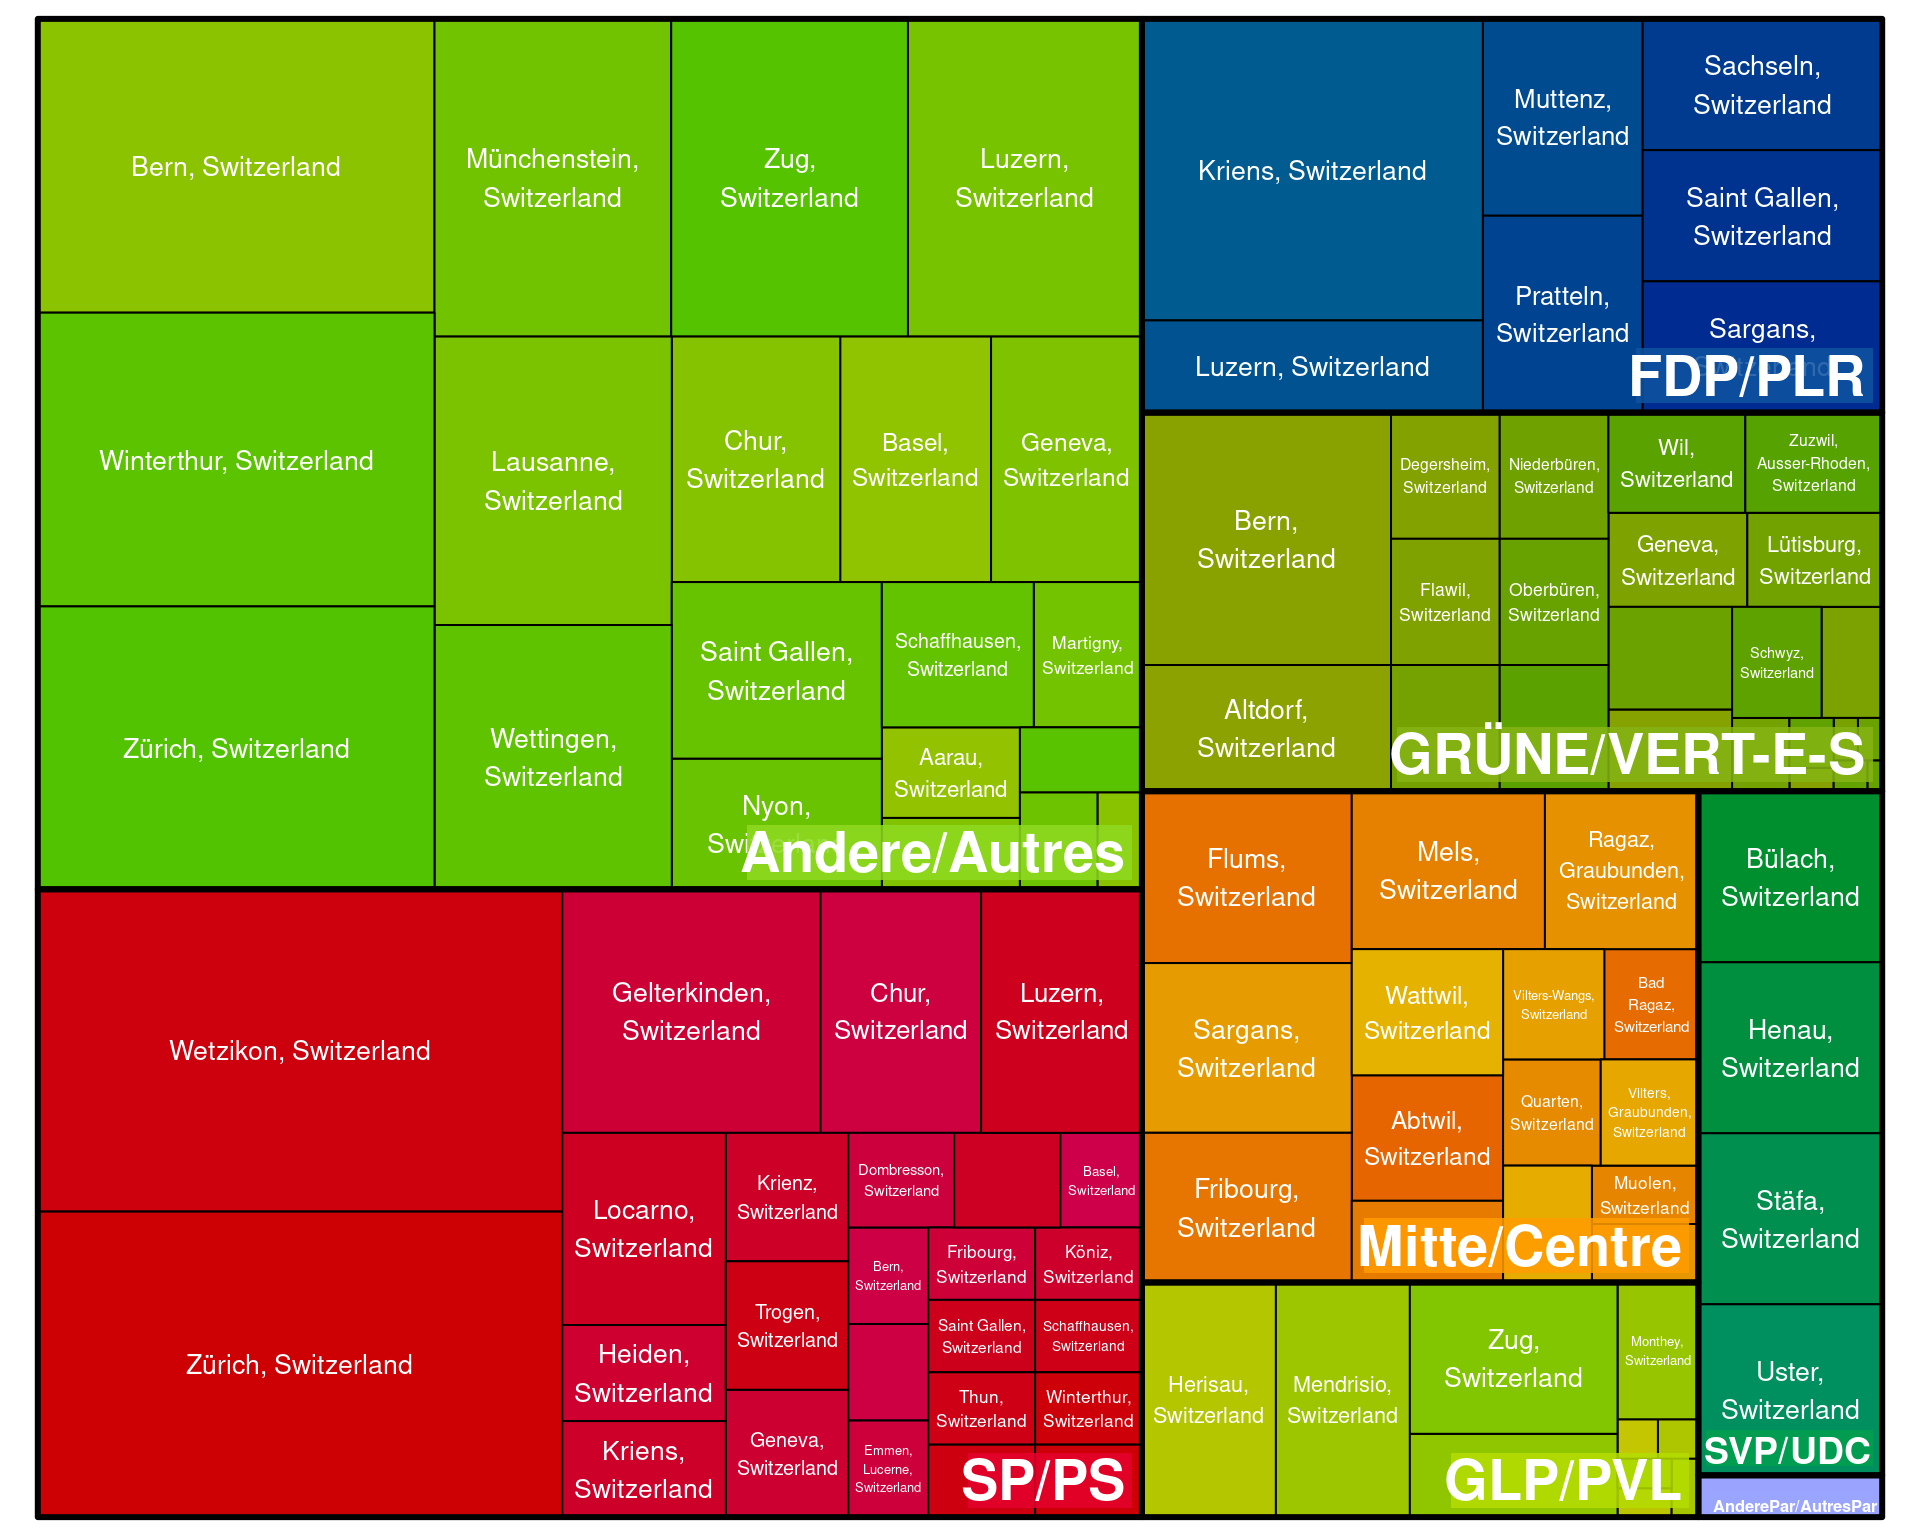 Bern, Switzerland
Winterthur, Switzerland
Zürich, Switzerland
Münchenstein,
Switzerland
Zug,
Switzerland
Luzern,
Switzerland
Lausanne,
Switzerland
Wettingen,
Switzerland
Chur,
Switzerland
Basel,
Switzerland
Geneva,
Switzerland
Saint Gallen,
Switzerland
Schaffhausen,
Switzerland
Martigny,
Switzerland
Aarau,
Switzerland
Nyon,
Andere/Autres
Wetzikon, Switzerland
Zürich, Switzerland
Gelterkinden,
Switzerland
Chur,
Switzerland
Luzern,
Switzerland
Locarno,
Switzerland
Heiden,
Switzerland
Kriens,
Switzerland
Krienz,
Switzerland
Trogen,
Switzerland
Geneva,
Switzerland
Dombresson,
Switzerland
Basel,
Switzerland
Bern,
Switzerland
Fribourg,
Switzerland
Köniz,
Switzerland
Saint Gallen,
Switzerland
Schaffhausen,
Switzerland
Thun,
Switzerland
Winterthur,
Switzerland
Emmen,
Lucerne,
Switzerland
SP/PS
Kriens, Switzerland
Luzern, Switzerland
Muttenz,
Switzerland
Pratteln,
Switzerland
Sachseln,
Switzerland
Saint Gallen,
Switzerland
Sargans,
FDP/PLR
Bern,
Switzerland
Altdorf,
Switzerland
Degersheim,
Switzerland
Niederbüren,
Switzerland
Flawil,
Switzerland
Oberbüren,
Switzerland
Wil,
Switzerland
Zuzwil,
Ausser-Rhoden,
Switzerland
Geneva,
Switzerland
Lütisburg,
Switzerland
Schwyz,
Switzerland
GRÜNE/VERT-E-S
Flums,
Switzerland
Sargans,
Switzerland
Fribourg,
Switzerland
Mels,
Switzerland
Ragaz,
Graubunden,
Switzerland
Wattwil,
Switzerland
Vilters-Wangs,
Switzerland
Bad
Ragaz,
Switzerland
Abtwil,
Switzerland
Quarten,
Switzerland
Vilters,
Graubunden,
Switzerland
Muolen,
Switzerland
Mitte/Centre
Herisau,
Switzerland
Mendrisio,
Switzerland
Zug,
Switzerland
Monthey,
Switzerland
GLP/PVL
Bülach,
Switzerland
Henau,
Switzerland
Stäfa,
Switzerland
Uster,
Switzerland
SVP/UDC
AnderePar/AutresPar